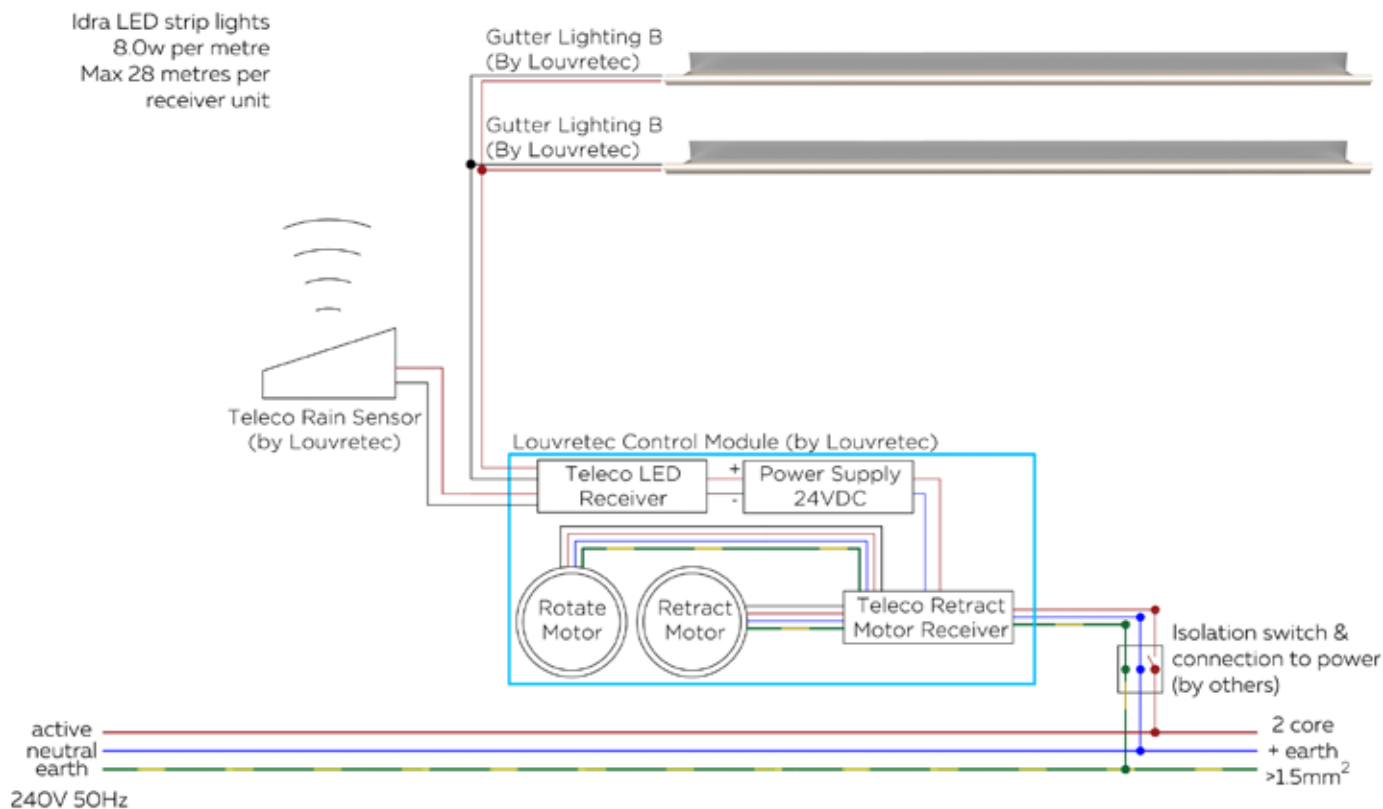 Idra LED strip lights
8.0w per metre
Max 28 metres per
receiver unit
Gutter Lighting B
(By Louvretec)
Gutter Lighting B
(By Louvretec)
Teleco Rain Sensor
(by Louvretec)
Louvretec Control Module (by Louvretec)
Teleco LED
Receiver
+
-
Power Supply
24VDC
Rotate
Motor
Retract
Motor
Teleco Retract
Motor Receiver
Isolation switch &
connection to power
(by others)
active
neutral
earth
240V 50Hz
2 core
+ earth
>1.5mm²